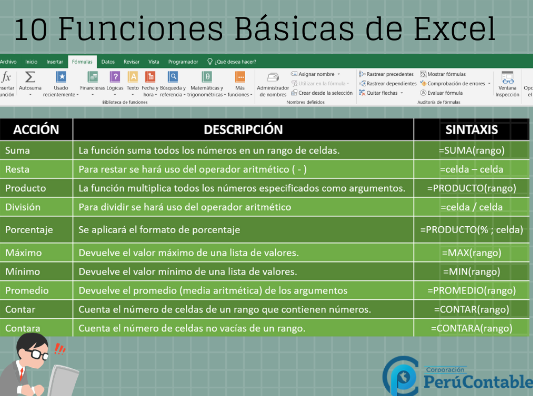 10 Funciones Básicas de Excel
Archivo Inicio Insertar Fórmulas Datos Revisar Vista Programador ¿Qué desea hacer?
fx Insertar función
Autosuma
Usado recientemente
Financieras
Lógicas
Texto
Fecha y hora
Búsqueda y referencia
Matemáticas y trigonométricas
Más funciones
Biblioteca de funciones
Administrador de nombres
Asignar nombre
Utilizar en la fórmula
Crear desde la selección
Nombres definidos
Rastrear precedentes
Rastrear dependientes
Quitar flechas
Mostrar fórmulas
Comprobación de errores
Evaluar fórmula
Auditoría de fórmulas
Ventana Inspección
ACCIÓN DESCRIPCIÓN SINTAXIS
Suma La función suma todos los números en un rango de celdas. =SUMA(rango)
Resta Para restar se hará uso del operador aritmético ( - ) =celda – celda
Producto La función multiplica todos los números especificados como argumentos. =PRODUCTO(rango)
División Para dividir se hará uso del operador aritmético =celda / celda
Porcentaje Se aplicará el formato de porcentaje =PRODUCTO(% ; celda)
Máximo Devuelve el valor máximo de una lista de valores. =MAX(rango)
Mínimo Devuelve el valor mínimo de una lista de valores. =MIN(rango)
Promedio Devuelve el promedio (media aritmética) de los argumentos =PROMEDIO(rango)
Contar Cuenta el número de celdas de un rango que contienen números. =CONTAR(rango)
Contara Cuenta el número de celdas no vacías de un rango. =CONTARA(rango)
Corporación
PerúContable